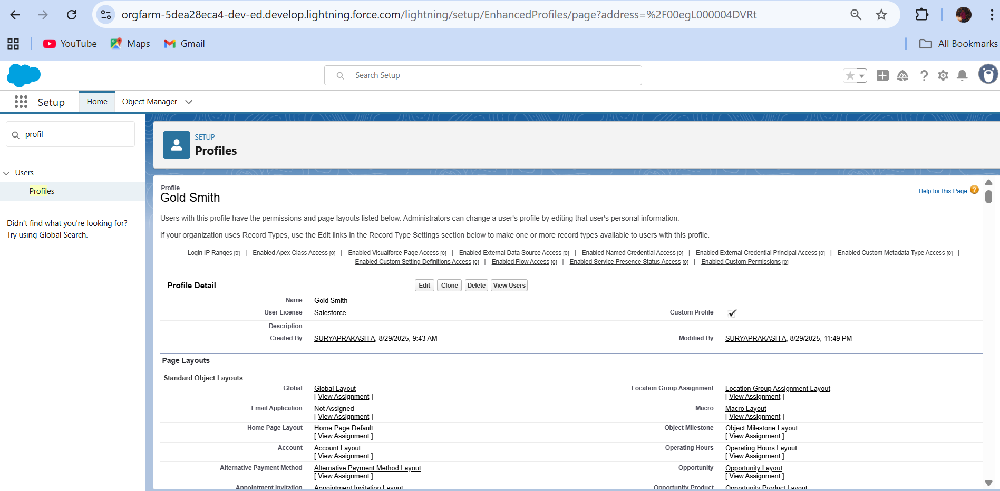 orgfarm-5dea28eca4-dev-ed.develop.lightning.force.com/lightning/setup/EnhancedProfiles/page?address=%2F00egL000004DVRt
YouTube Maps Gmail All Bookmarks
Search Setup
Setup Home Object Manager
profil
Users
Profiles
Didn't find what you're looking for?
Try using Global Search.
SETUP
Profiles
Profile
Gold Smith
Help for this Page ?
Users with this profile have the permissions and page layouts listed below. Administrators can change a user's profile by editing that user's personal information.
If your organization uses Record Types, use the Edit links in the Record Type Settings section below to make one or more record types available to users with this profile.
Login IP Ranges [0] | Enabled Apex Class Access [0] | Enabled Visualforce Page Access [0] | Enabled External Data Source Access [0] | Enabled Named Credential Access [0] | Enabled External Credential Principal Access [0] | Enabled Custom Metadata Type Access [0] |
Enabled Custom Setting Definitions Access [0] | Enabled Flow Access [0] | Enabled Service Presence Status Access [0] | Enabled Custom Permissions [0]
Profile Detail Edit Clone Delete View Users
Name Gold Smith
User License Salesforce Custom Profile
Description
Created By SURYAPRAKASH A, 8/29/2025, 9:43 AM Modified By SURYAPRAKASH A, 8/29/2025, 11:49 PM
Page Layouts
Standard Object Layouts
Global Global Layout Location Group Assignment Location Group Assignment Layout
[ View Assignment ] [ View Assignment ]
Email Application Not Assigned Macro Macro Layout
[ View Assignment ] [ View Assignment ]
Home Page Layout Home Page Default Object Milestone Object Milestone Layout
[ View Assignment ] [ View Assignment ]
Account Account Layout Operating Hours Operating Hours Layout
[ View Assignment ] [ View Assignment ]
Alternative Payment Method Alternative Payment Method Layout Opportunity Opportunity Layout
[ View Assignment ] [ View Assignment ]
Appointment Invitation Appointment Invitation Layout Opportunity Product Opportunity Product Layout